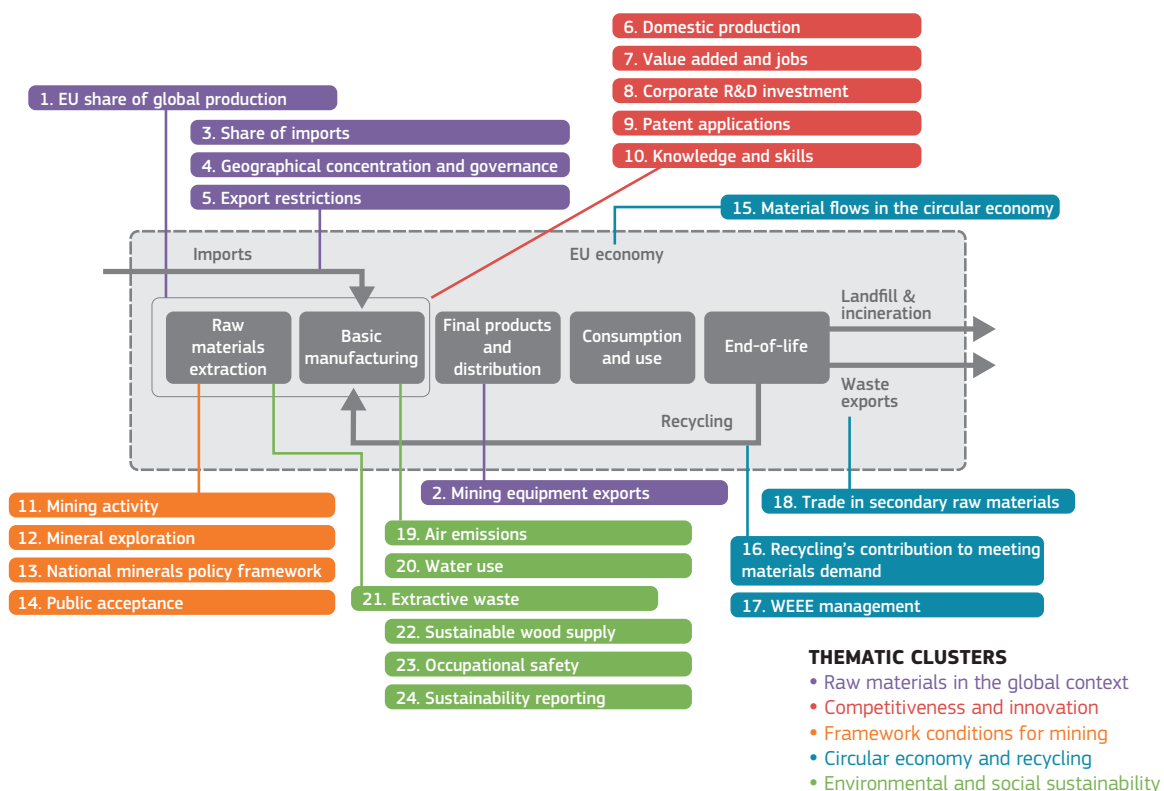 6. Domestic production
7. Value added and jobs
8. Corporate R&D investment
9. Patent applications
10. Knowledge and skills
1. EU share of global production
3. Share of imports
4. Geographical concentration and governance
5. Export restrictions
15. Material flows in the circular economy
Imports
EU economy
Raw
materials
extraction
Basic
manufacturing
Final products
and
distribution
Consumption
and use
End-of-life
Landfill &
incineration
Waste
exports
Recycling
2. Mining equipment exports
18. Trade in secondary raw materials
11. Mining activity
12. Mineral exploration
13. National minerals policy framework
14. Public acceptance
19. Air emissions
20. Water use
21. Extractive waste
22. Sustainable wood supply
23. Occupational safety
24. Sustainability reporting
16. Recycling's contribution to meeting
materials demand
17. WEEE management
THEMATIC CLUSTERS
• Raw materials in the global context
• Competitiveness and innovation
• Framework conditions for mining
• Circular economy and recycling
• Environmental and social sustainability